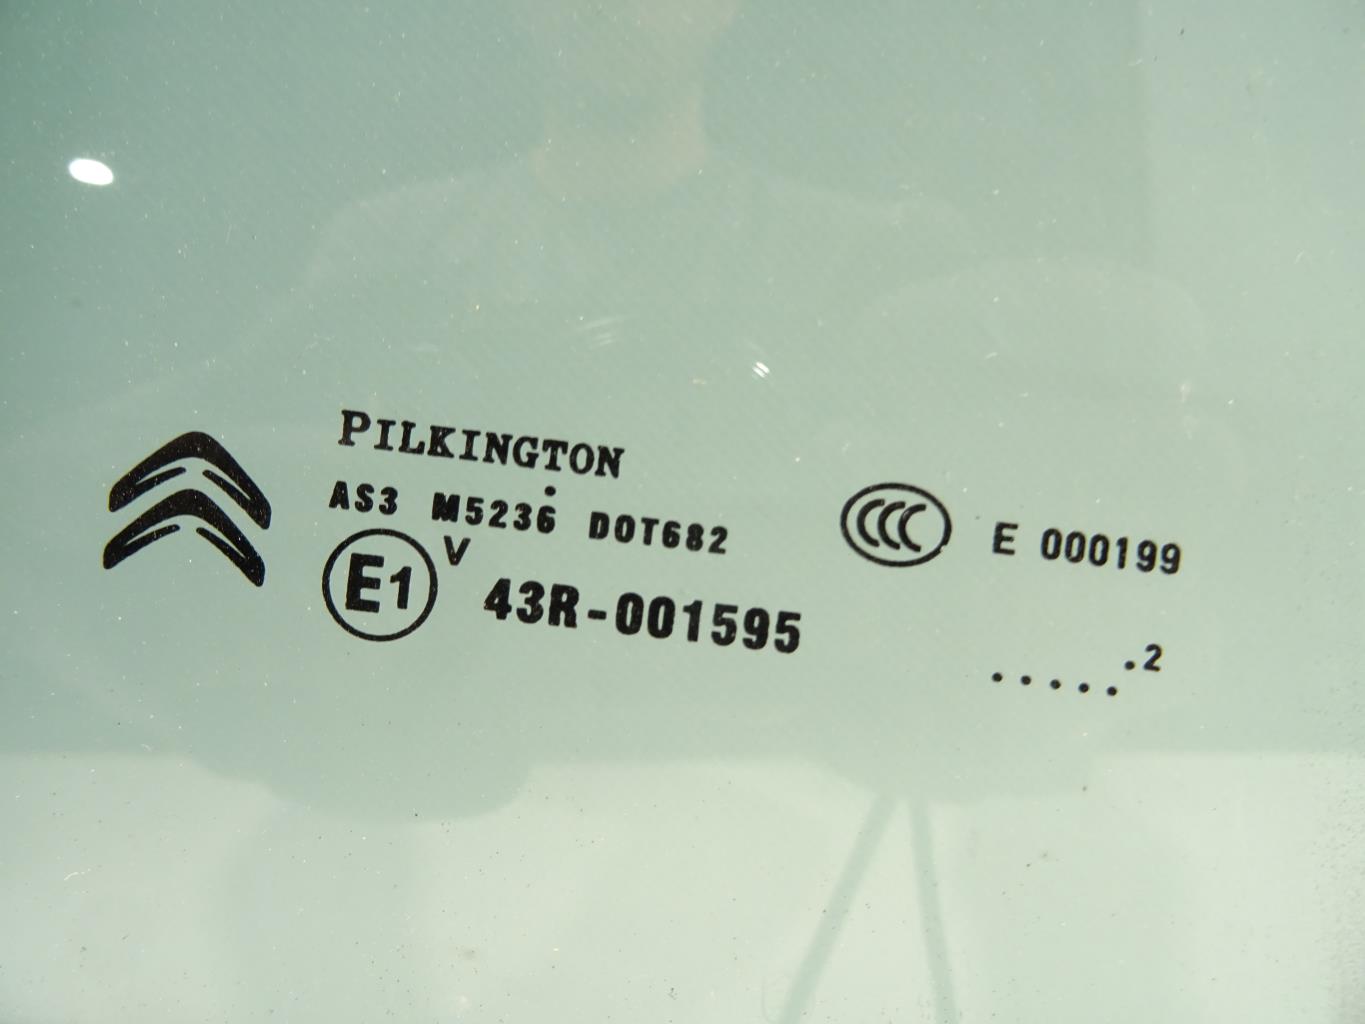 PILKINGTON
AS3 M5236 DOT682
E1 V 43R-001595
CCC E 000199
.....·2